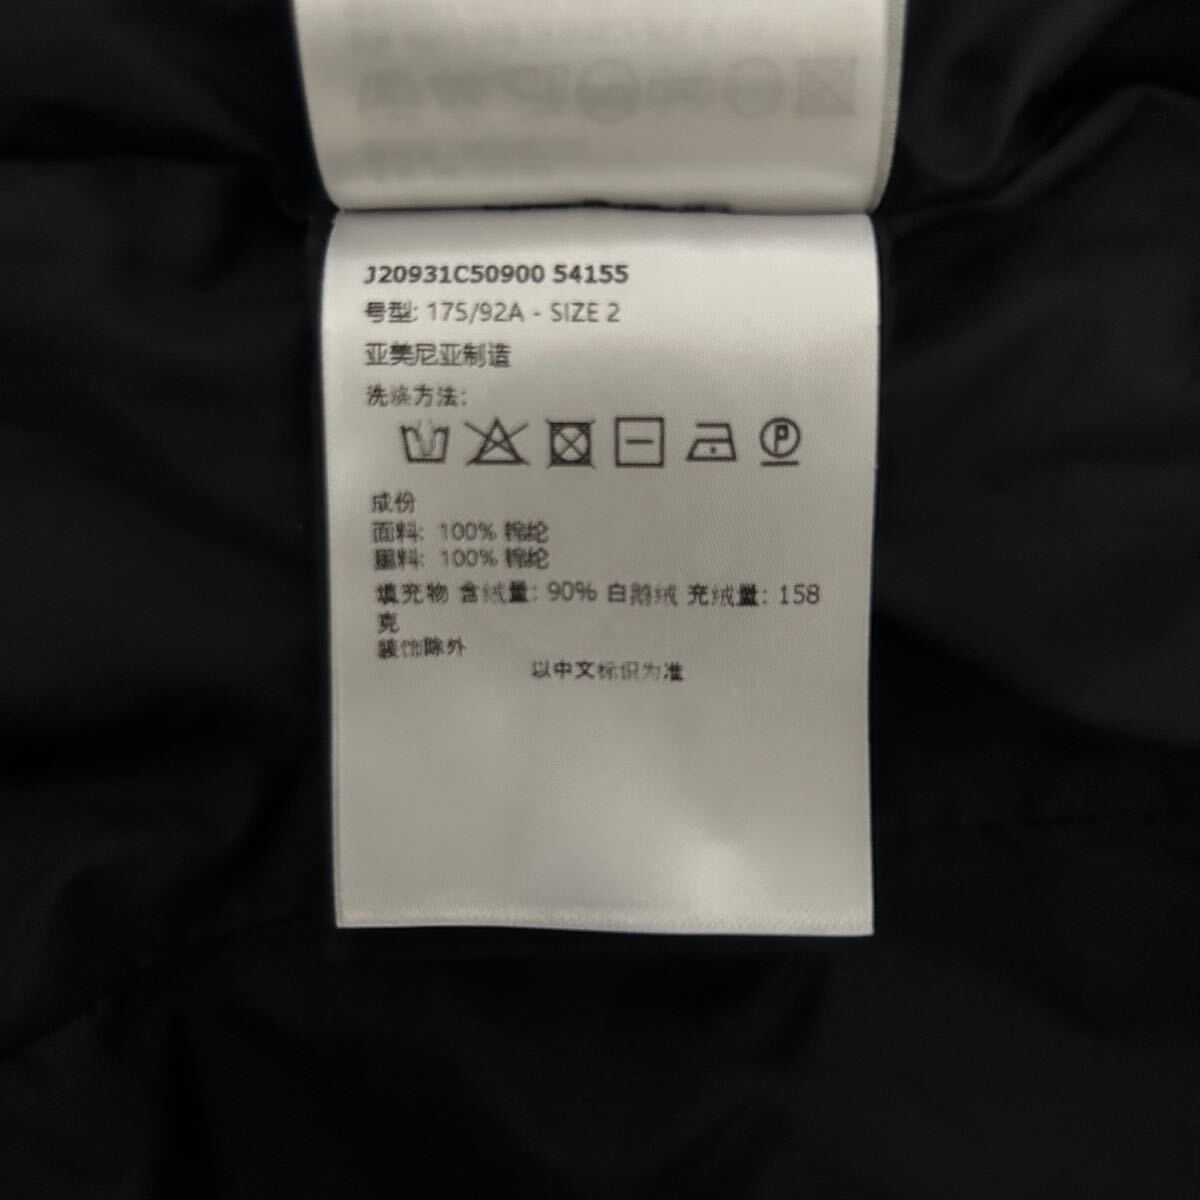 J20931C50900 54155
号型: 175/92A - SIZE 2
亚美尼亚制造
洗涤方法:
P
成份
面料: 100% 锦纶
里料: 100% 锦纶
填充物 含绒量: 90% 白鹅绒 充绒量: 158
克
装饰除外
以中文标识为准